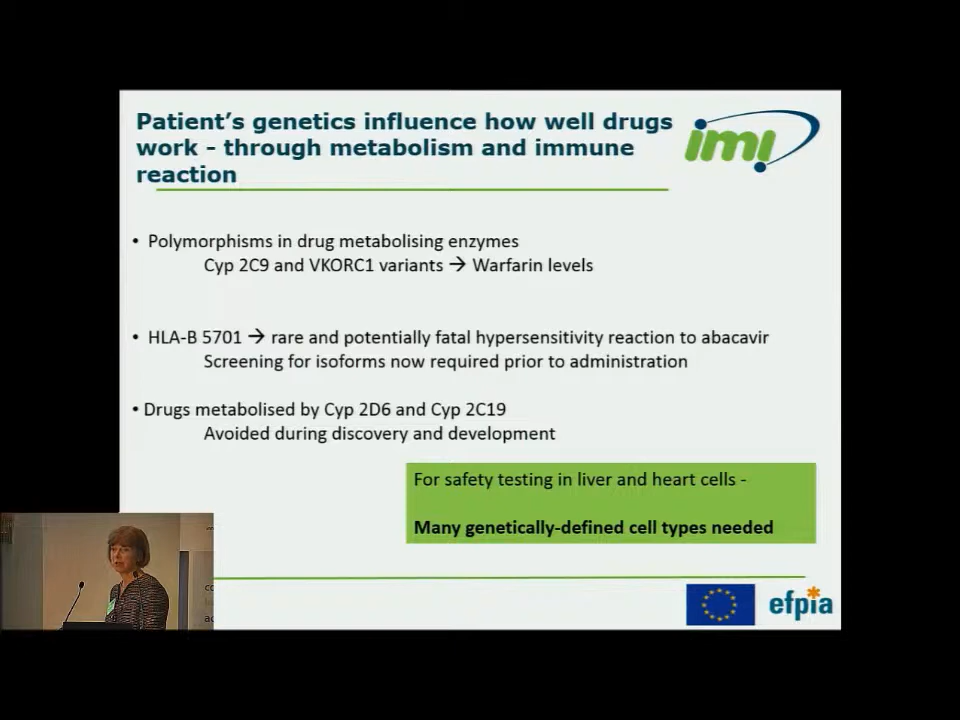 Patient's genetics influence how well drugs
work - through metabolism and immune
reaction
imi
• Polymorphisms in drug metabolising enzymes
Cyp 2C9 and VKORC1 variants → Warfarin levels
• HLA-B 5701 → rare and potentially fatal hypersensitivity reaction to abacavir
Screening for isoforms now required prior to administration
• Drugs metabolised by Cyp 2D6 and Cyp 2C19
Avoided during discovery and development
For safety testing in liver and heart cells -
Many genetically-defined cell types needed
efpia